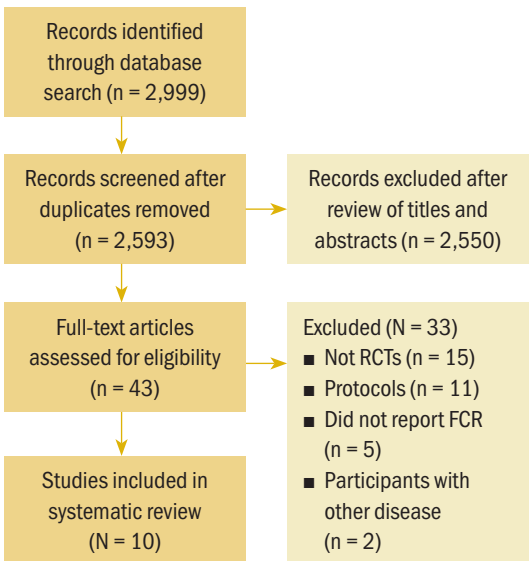 Records identified
through database
search (n = 2,999)
Records screened after
duplicates removed
(n = 2,593)
Records excluded after
review of titles and
abstracts (n = 2,550)
Full-text articles
assessed for eligibility
(n = 43)
Excluded (N = 33)
■ Not RCTs (n = 15)
■ Protocols (n = 11)
■ Did not report FCR
(n = 5)
■ Participants with
other disease
(n = 2)
Studies included in
systematic review
(N = 10)